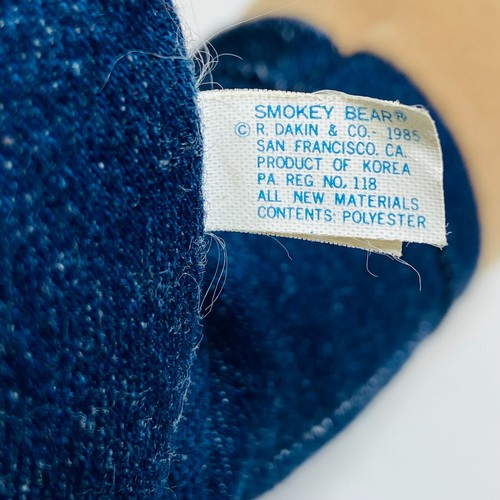 SMOKEY BEAR®
© R. DAKIN & CO.- 1985
SAN FRANCISCO, CA.
PRODUCT OF KOREA
PA. REG NO. 118
ALL NEW MATERIALS
CONTENTS: POLYESTER